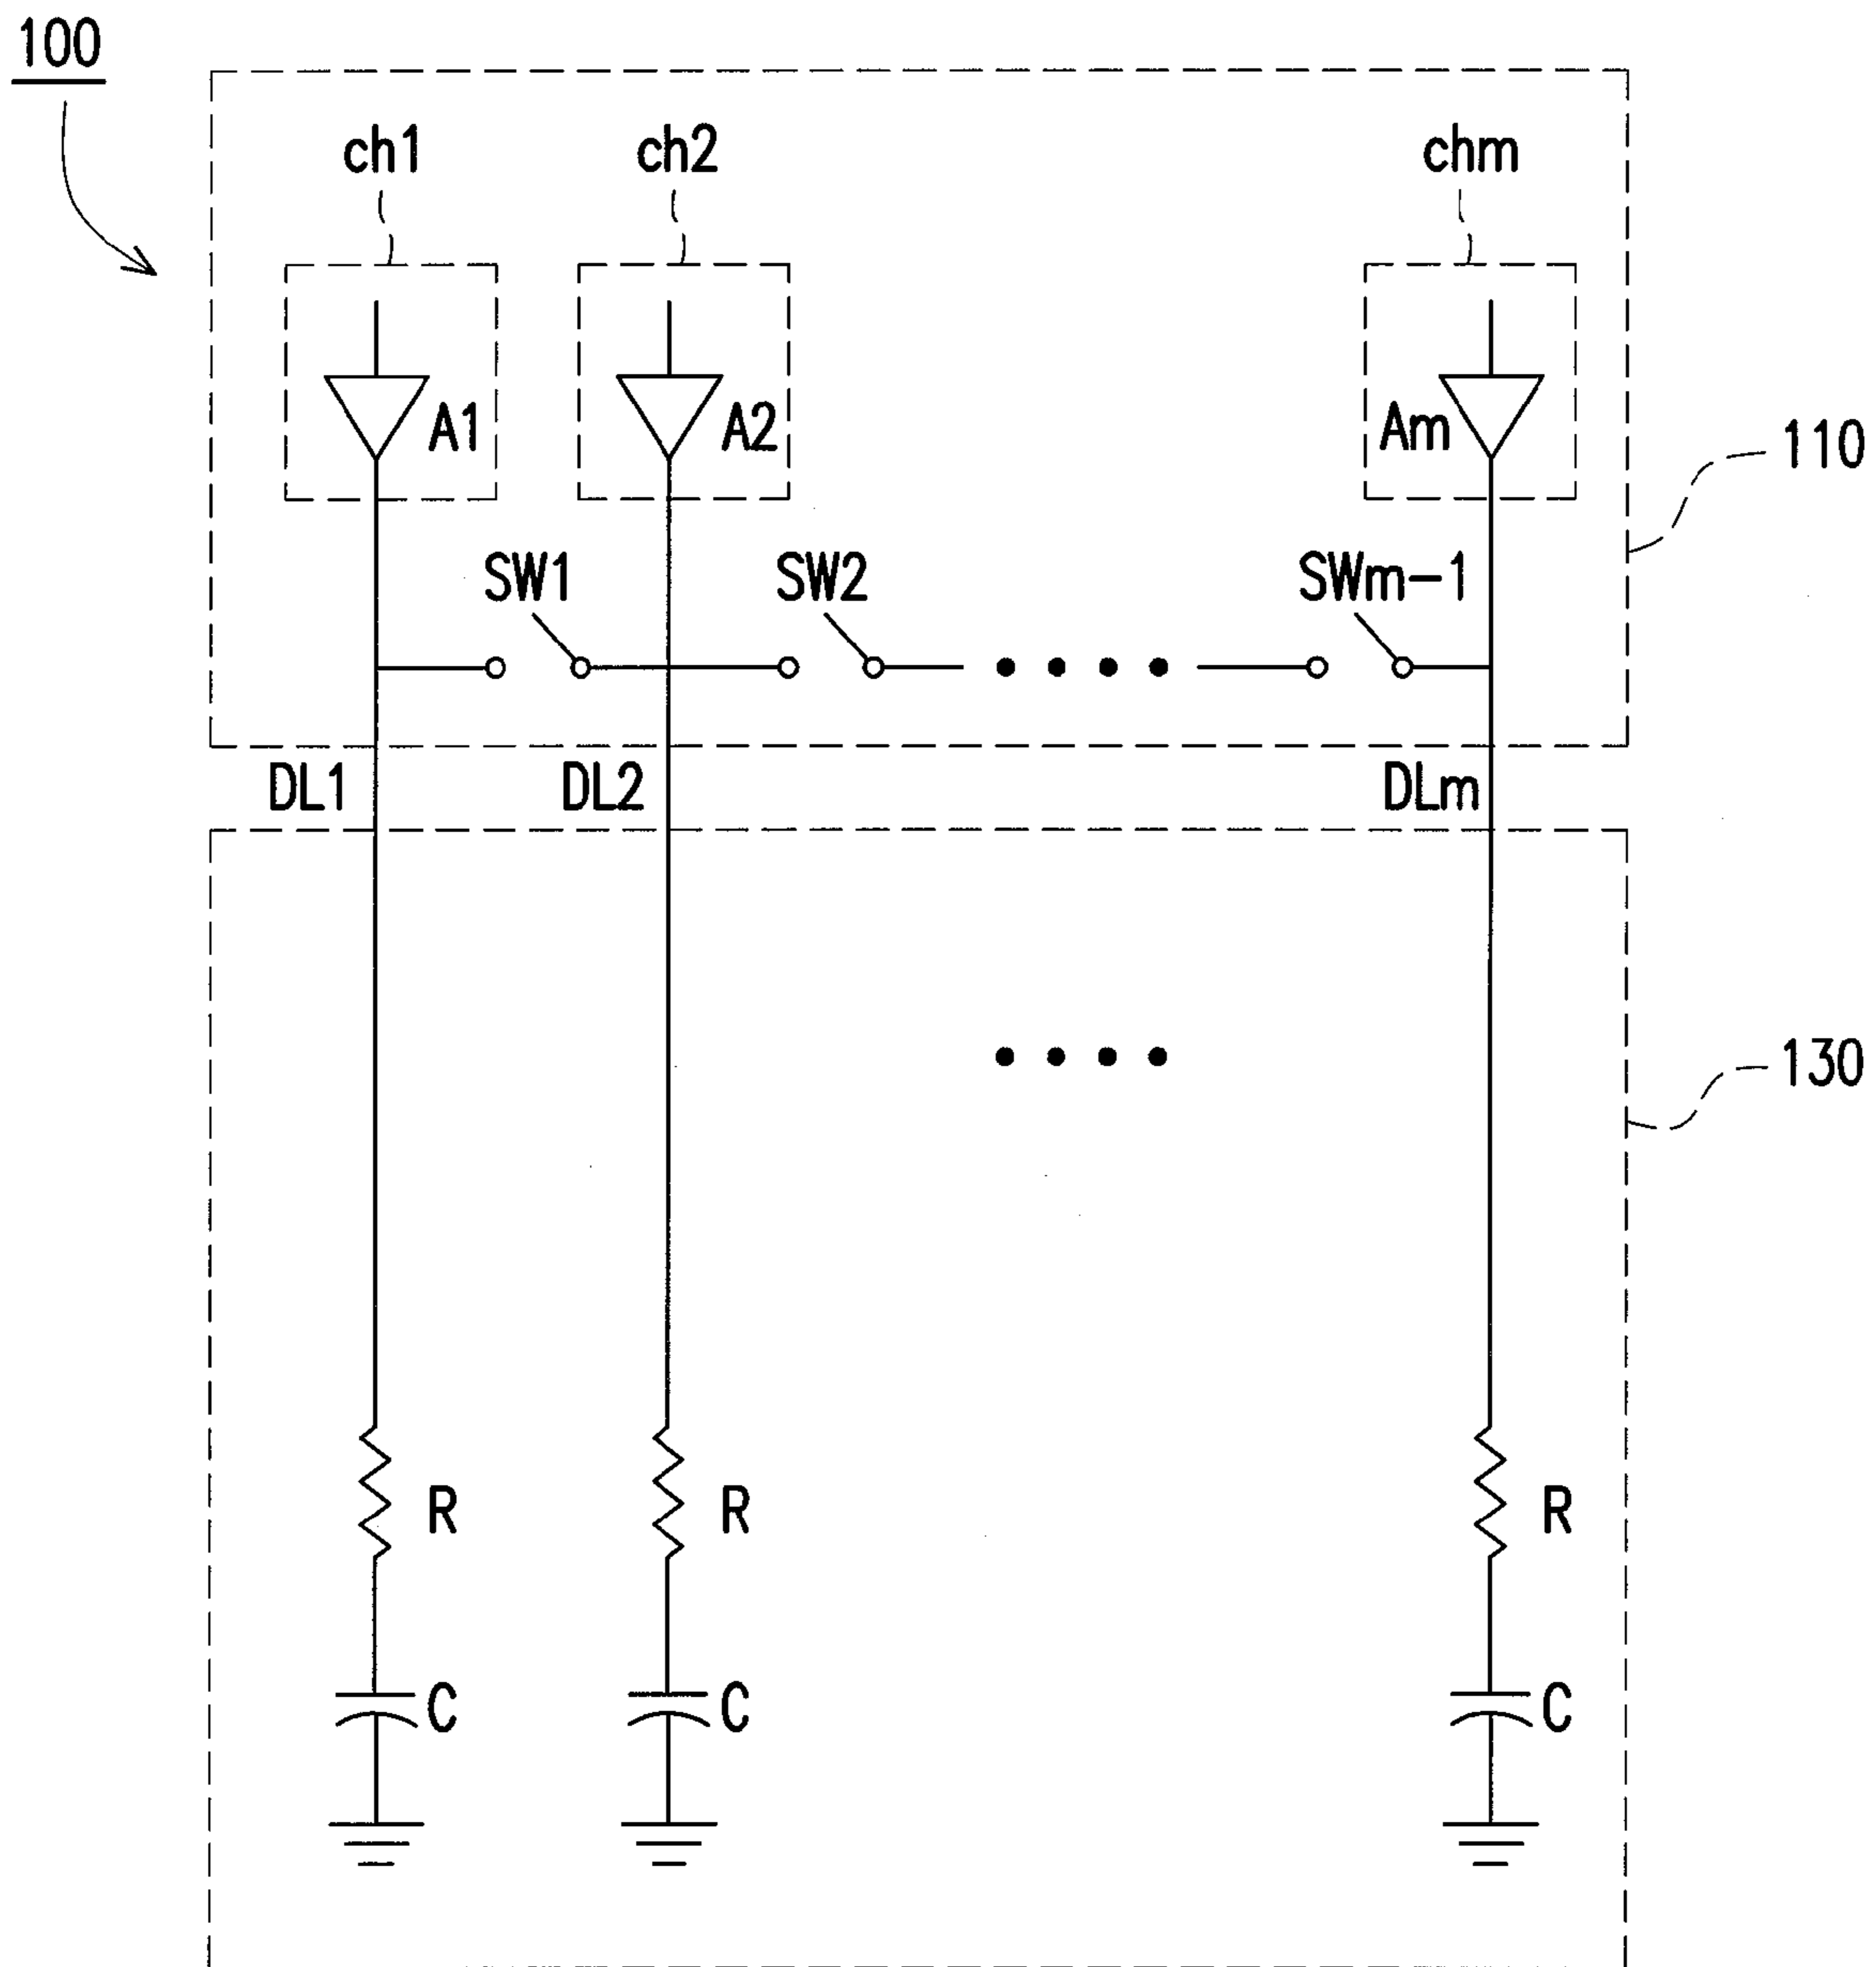 100
ch1 ch2 chm
A1 A2 Am
110
SW1 SW2 SWm-1
DL1 DL2 DLm
130
R R R
C C C